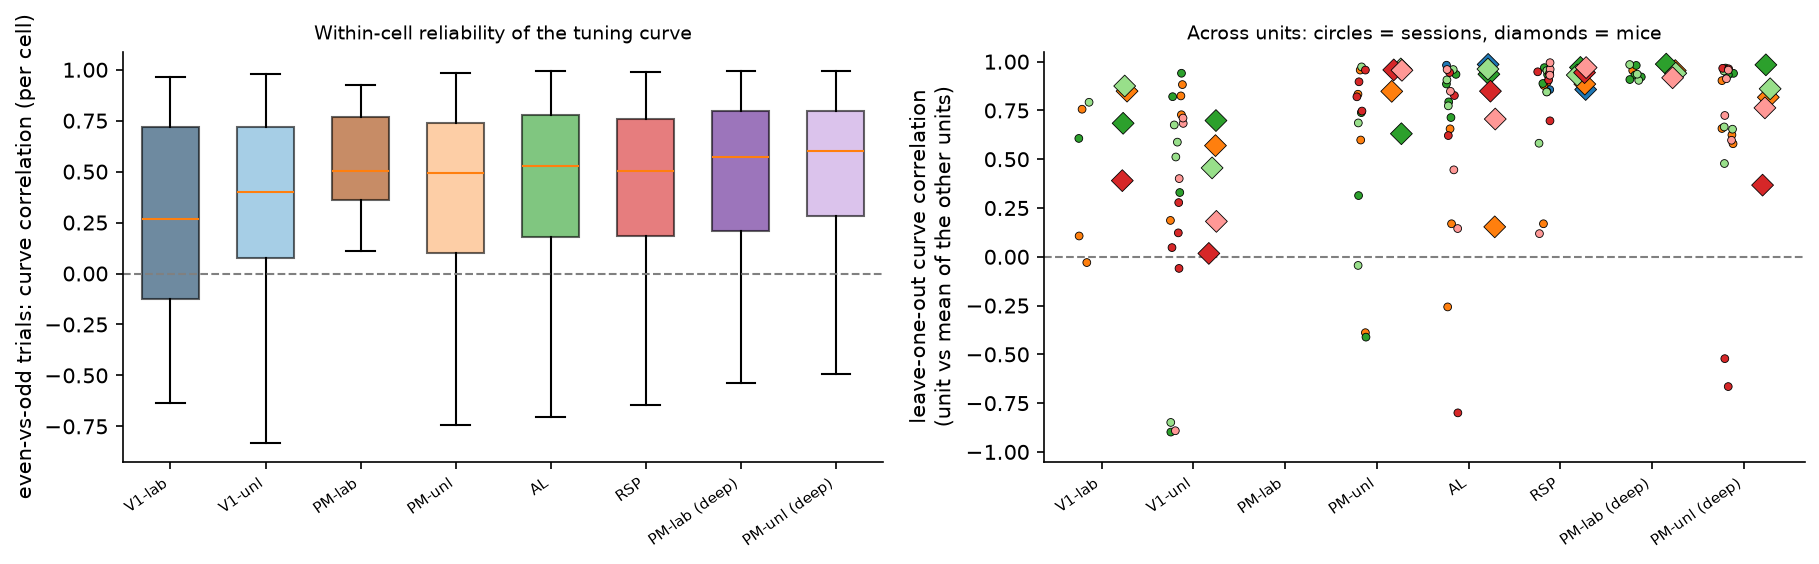 Within-cell reliability of the tuning curve
even-vs-odd trials: curve correlation (per cell)
1.00
0.75
0.50
0.25
0.00
−0.25
−0.50
−0.75
V1-lab
V1-unl
PM-lab
PM-unl
AL
RSP
PM-lab (deep)
PM-unl (deep)
Across units: circles = sessions, diamonds = mice
leave-one-out curve correlation
(unit vs mean of the other units)
1.00
0.75
0.50
0.25
0.00
−0.25
−0.50
−0.75
−1.00
V1-lab
V1-unl
PM-lab
PM-unl
AL
RSP
PM-lab (deep)
PM-unl (deep)